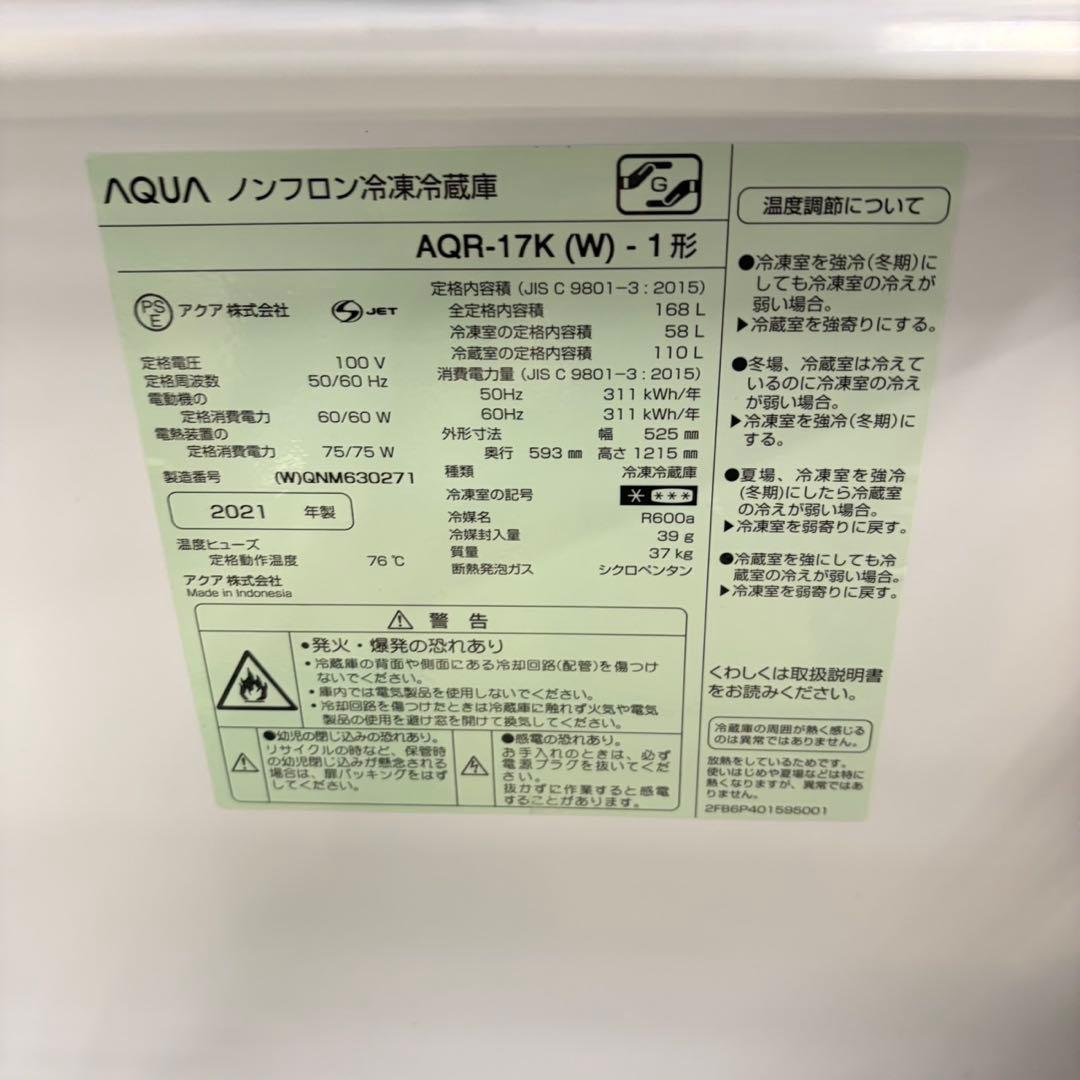 AQUA ノンフロン冷凍冷蔵庫
G
AQR-17K (W) - 1 形
PS
E
アクア 株式会社
S JET
定格電圧 100 V
定格周波数 50/60 Hz
電動機の
定格消費電力 60/60 W
電熱装置の
定格消費電力 75/75 W
製造番号 (W)QNM630271
2021 年製
温度ヒューズ
定格動作温度 76 ℃
アクア 株式会社
Made in Indonesia
定格内容積 (JIS C 9801-3 : 2015)
全定格内容積 168 L
冷凍室の定格内容積 58 L
冷蔵室の定格内容積 110 L
消費電力量 (JIS C 9801-3 : 2015)
50Hz 311 kWh/年
60Hz 311 kWh/年
外形寸法 幅 525 ㎜
奥行 593 ㎜ 高さ 1215 ㎜
種類 冷凍冷蔵庫
冷凍室の記号 * ***
冷媒名 R600a
冷媒封入量 39 g
質量 37 kg
断熱発泡ガス シクロペンタン
⚠ 警 告
•発火・爆発の恐れあり
・冷蔵庫の背面や側面にある冷却回路(配管)を傷つけ
ないでください。
・庫内では電気製品を使用しないでください。
・冷却回路を傷つけたときは冷蔵庫に触れず火気や電気
製品の使用を避け窓を開けて換気してください。
●幼児の閉じ込みの恐れあり。
リサイクルの時など、保管時
の幼児閉じ込みが懸念される
場合は、扉パッキングをはず
してください。
●感電の恐れあり。
お手入れのときは、必ず
電源プラグを抜いてくだ
さい。
抜かずに作業すると感電
することがあります。
温度調節について
●冷凍室を強冷(冬期)に
しても冷凍室の冷えが
弱い場合。
▶冷蔵室を強寄りにする。
●冬場、冷蔵室は冷えて
いるのに冷凍室の冷え
が弱い場合。
▶冷凍室を強冷(冬期)に
する。
●夏場、冷凍室を強冷
(冬期)にしたら冷蔵室
の冷えが弱い場合。
▶冷凍室を弱寄りに戻す。
●冷蔵室を強にしても冷
蔵室の冷えが弱い場合。
▶冷凍室を弱寄りに戻す。
くわしくは取扱説明書
をお読みください。
冷蔵庫の周囲が熱く感じる
のは異常ではありません。
放熱をしているためです。
使いはじめや夏場などは特に
熱くなりますが、異常ではあ
りません。
2FB6P401595001